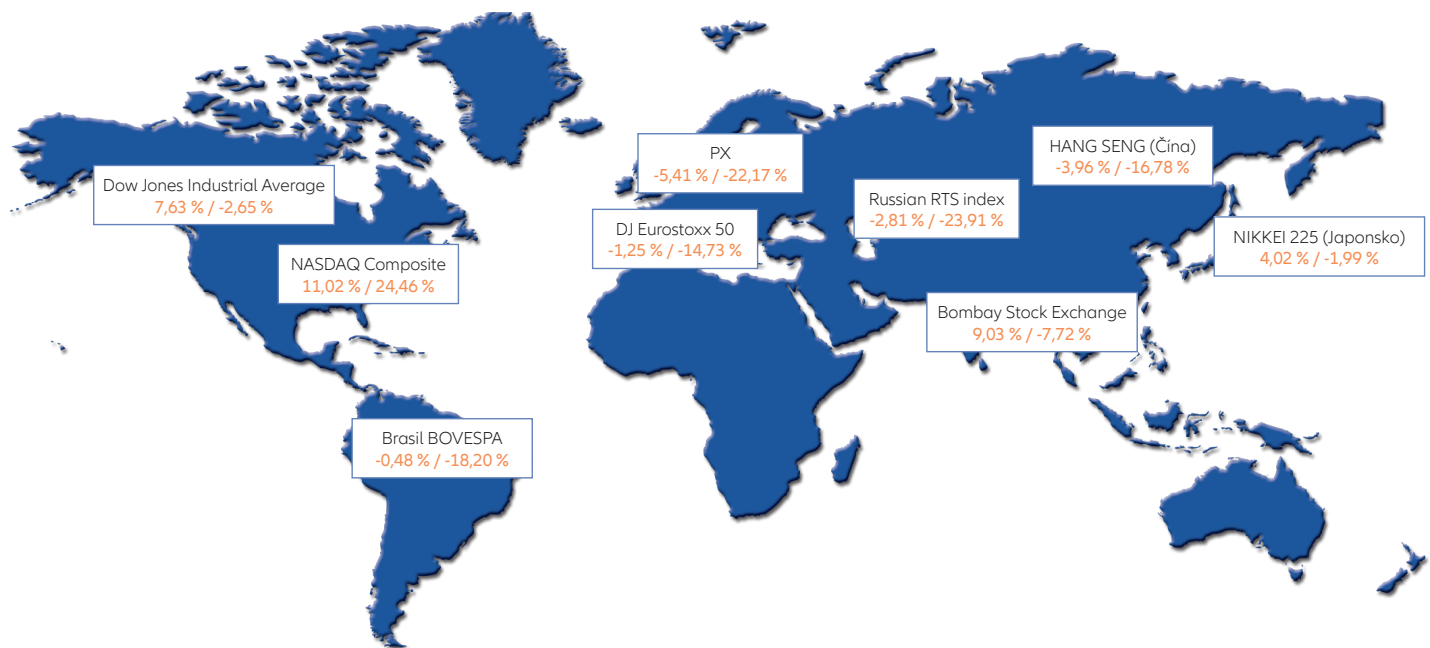 Dow Jones Industrial Average
7,63 % / -2,65 %
NASDAQ Composite
11,02 % / 24,46 %
Brasil BOVESPA
-0,48 % / -18,20 %
PX
-5,41 % / -22,17 %
DJ Eurostoxx 50
-1,25 % / -14,73 %
Russian RTS index
-2,81 % / -23,91 %
HANG SENG (Čína)
-3,96 % / -16,78 %
NIKKEI 225 (Japonsko)
4,02 % / -1,99 %
Bombay Stock Exchange
9,03 % / -7,72 %